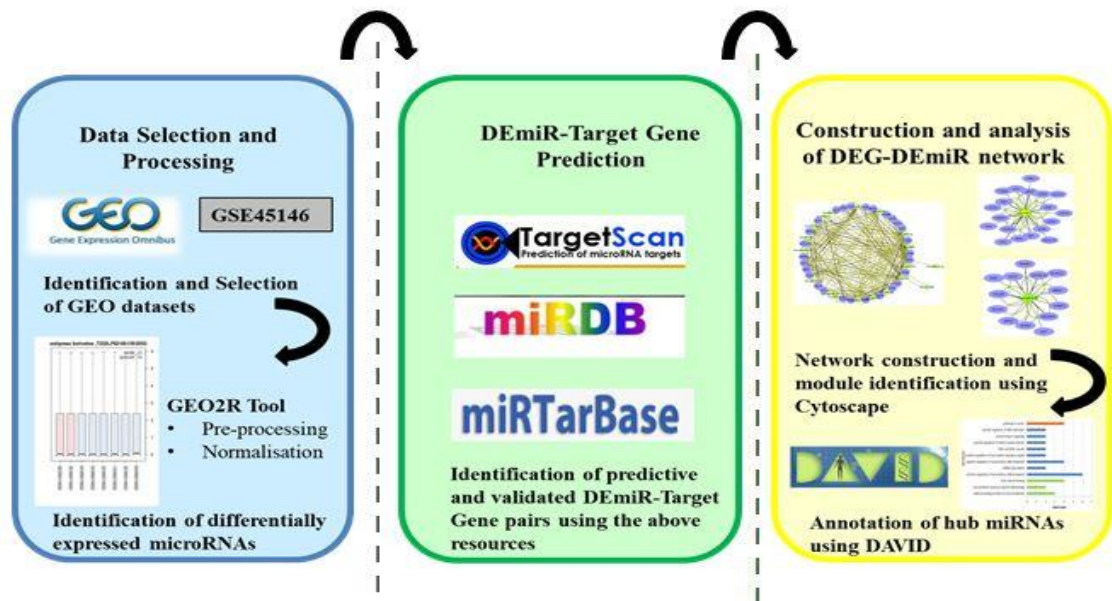 Data Selection and
Processing
GEO
Gene Expression Omnibus
GSE45146
Identification and Selection
of GEO datasets
GEO2R Tool
• Pre-processing
• Normalisation
Identification of differentially
expressed microRNAs
DEmiR-Target Gene
Prediction
TargetScan
Prediction of microRNA targets
miRDB
miRTarBase
Identification of predictive
and validated DEmiR-Target
Gene pairs using the above
resources
Construction and analysis
of DEG-DEmiR network
Network construction and
module identification using
Cytoscape
DAVID
Annotation of hub miRNAs
using DAVID